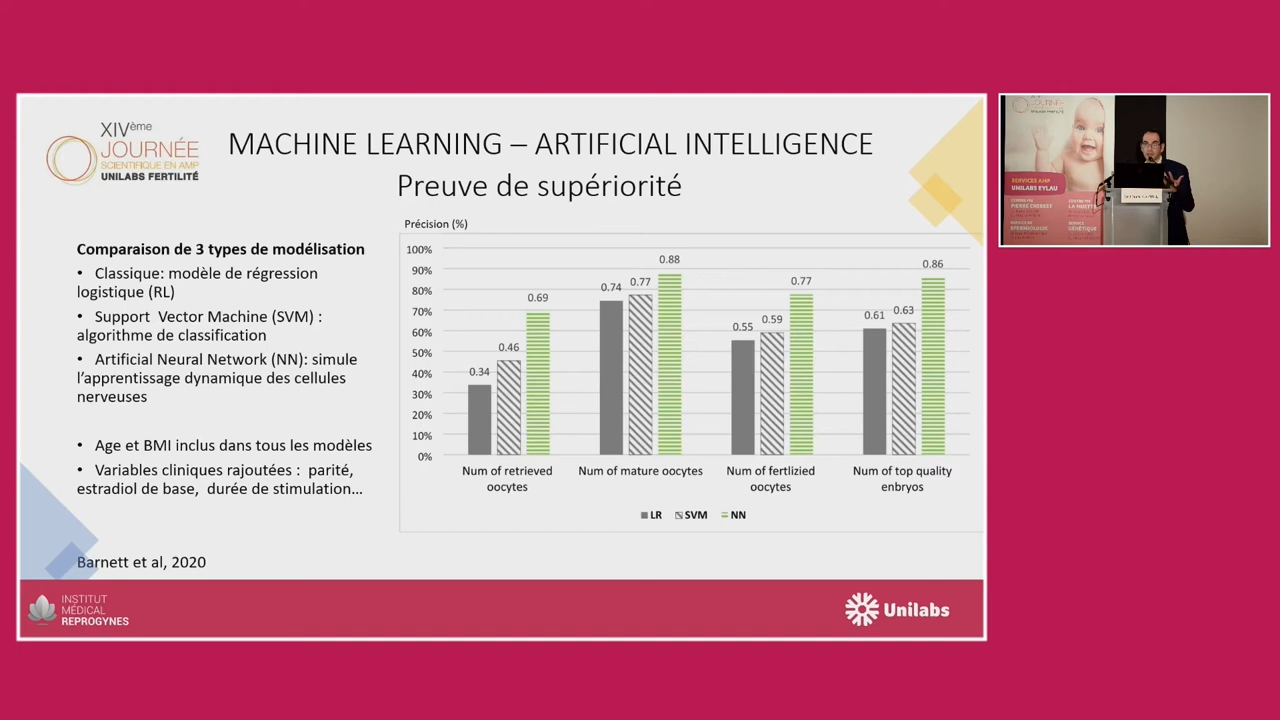 XIVème
JOURNÉE
SCIENTIFIQUE EN AMP
UNILABS FERTILITÉ
MACHINE LEARNING – ARTIFICIAL INTELLIGENCE
Preuve de supériorité
Comparaison de 3 types de modélisation
• Classique: modèle de régression
logistique (RL)
• Support Vector Machine (SVM) :
algorithme de classification
• Artificial Neural Network (NN): simule
l’apprentissage dynamique des cellules
nerveuses
• Age et BMI inclus dans tous les modèles
• Variables cliniques rajoutées : parité,
estradiol de base, durée de stimulation…
Barnett et al, 2020
Précision (%)
100%
90%
80%
70%
60%
50%
40%
30%
20%
10%
0%
0.34
0.46
0.69
0.74
0.77
0.88
0.55
0.59
0.77
0.61
0.63
0.86
Num of retrieved
oocytes
Num of mature oocytes
Num of fertlizied
oocytes
Num of top quality
enbryos
LR
SVM
NN
INSTITUT
MÉDICAL
REPROGYNES
Unilabs
JOURNÉE
SERVICES AMP
UNILABS EYLAU
PIERRE CHEREST
LA MUETTE
SPERMIOLOGIE
GÉNÉTIQUE